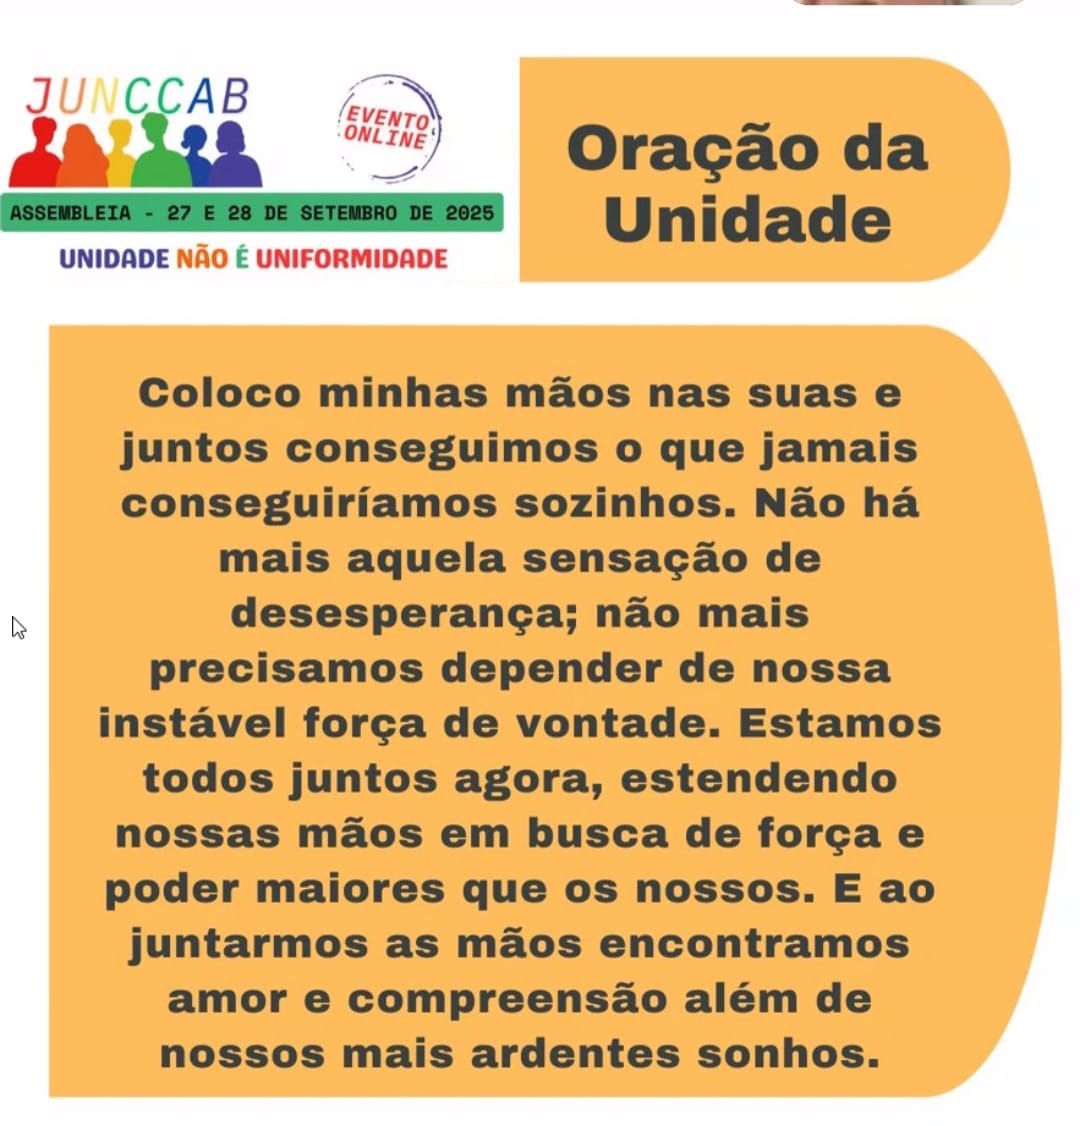 JUNCCAB
EVENTO
ONLINE
ASSEMBLEIA - 27 E 28 DE SETEMBRO DE 2025
UNIDADE NÃO É UNIFORMIDADE
Oração da
Unidade
Coloco minhas mãos nas suas e
juntos conseguimos o que jamais
conseguiríamos sozinhos. Não há
mais aquela sensação de
desesperança; não mais
precisamos depender de nossa
instável força de vontade. Estamos
todos juntos agora, estendendo
nossas mãos em busca de força e
poder maiores que os nossos. E ao
juntarmos as mãos encontramos
amor e compreensão além de
nossos mais ardentes sonhos.